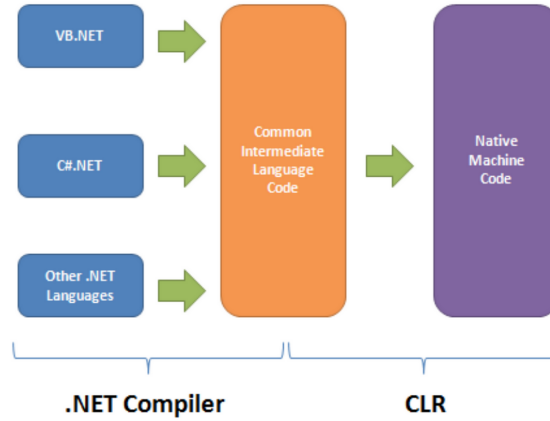 VB.NET
C#.NET
Other .NET
Languages
Common
Intermediate
Language
Code
Native
Machine
Code
.NET Compiler
CLR